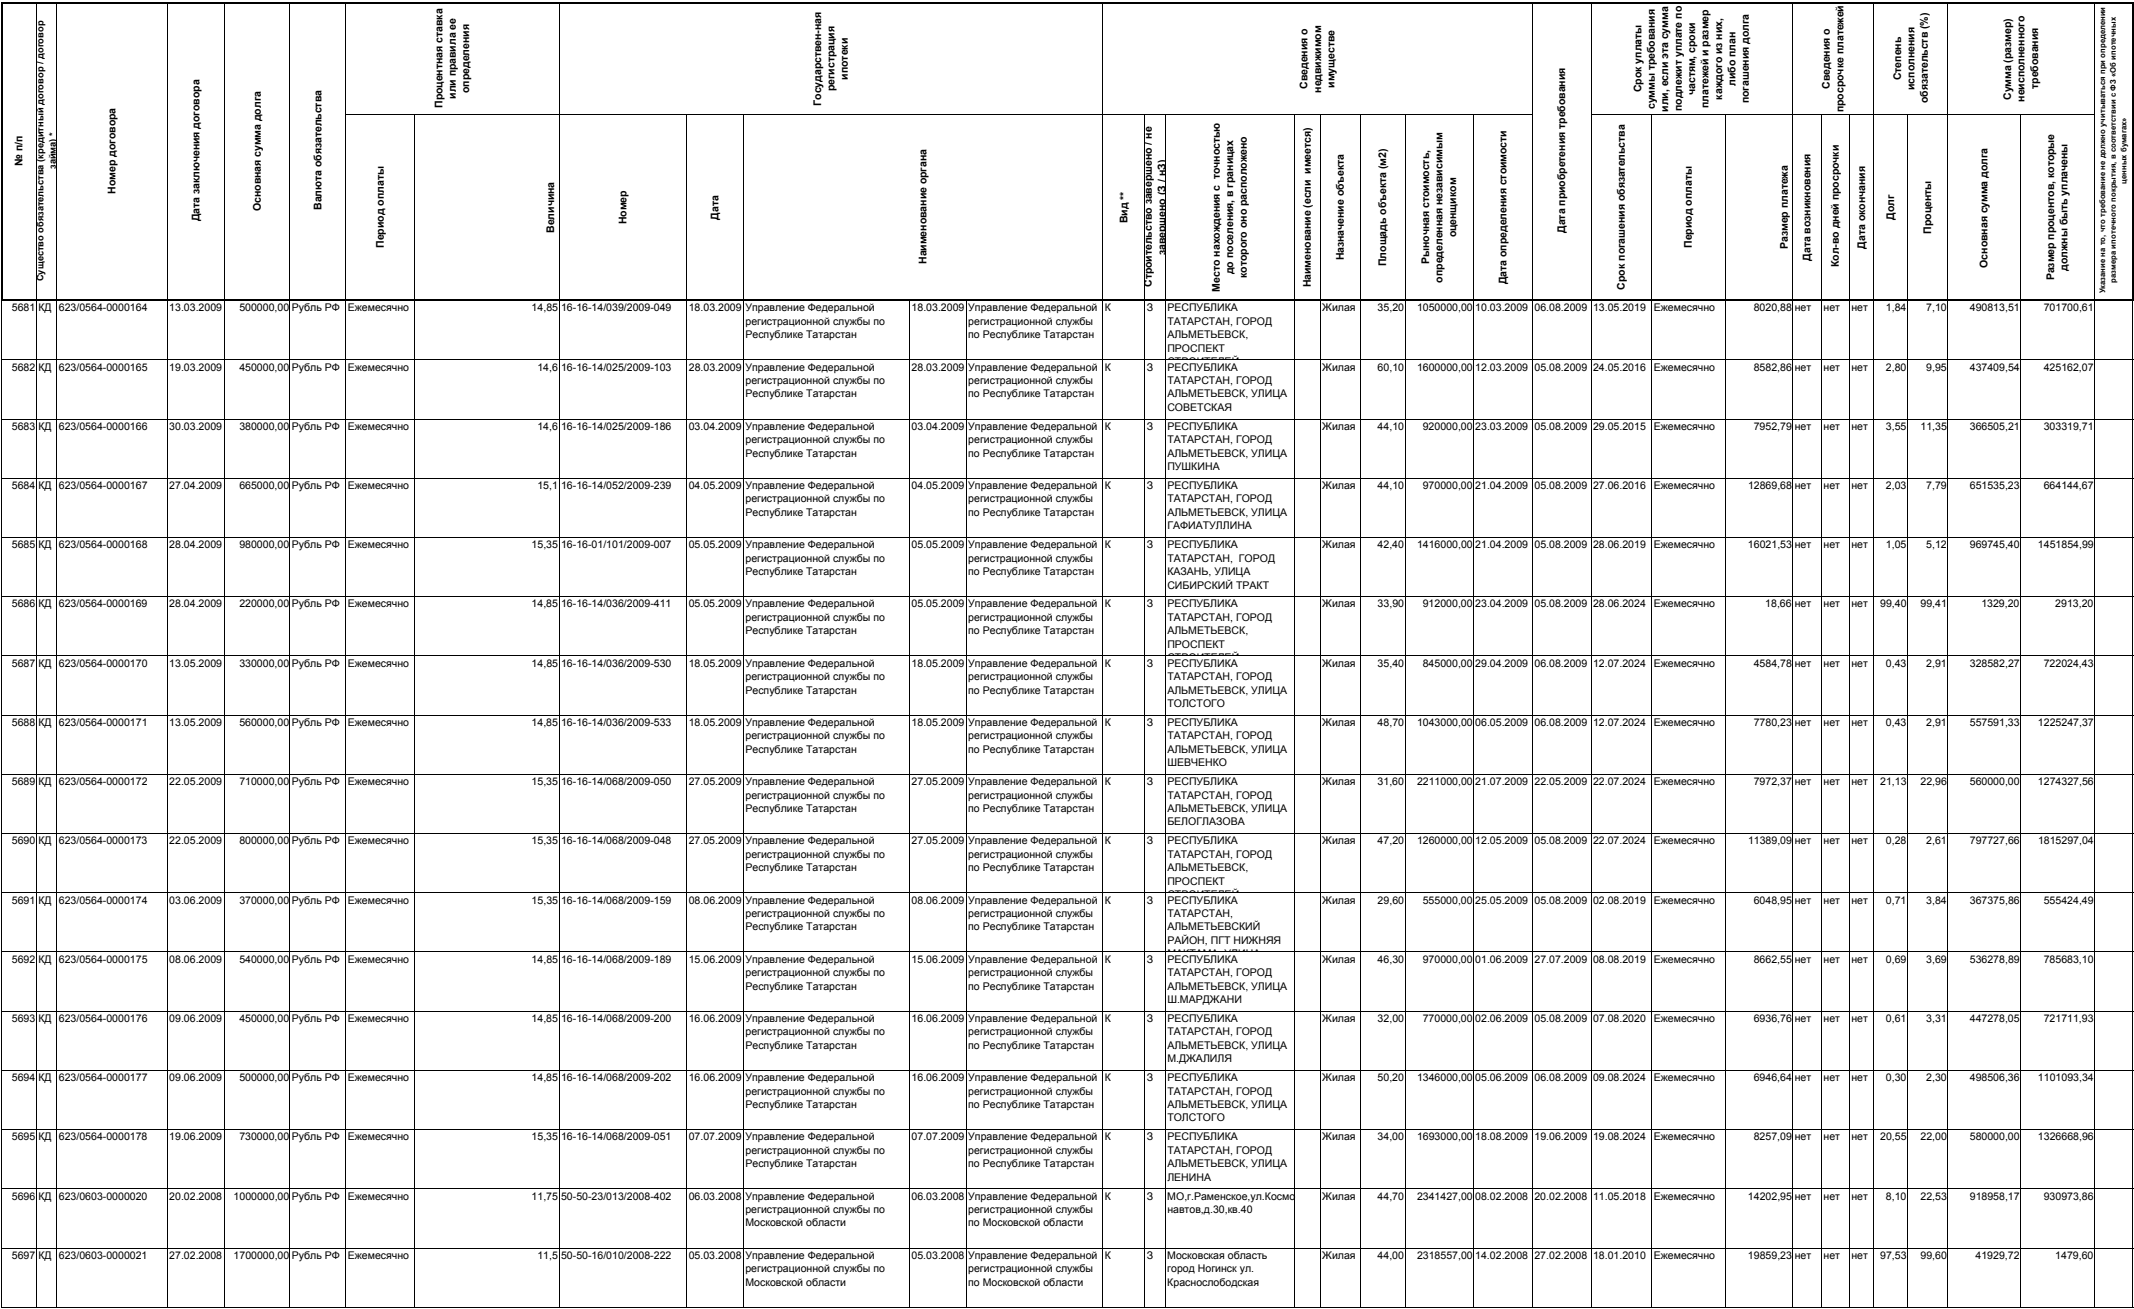 № п/п
Существо обязательства (кредитный договор / договор займа) *
Номер договора
Дата заключения договора
Основная сумма долга
Валюта обязательства
Процентная ставка или правила ее определения
Период оплаты
Величина
Государствен-ная регистрация ипотеки
Номер
Дата
Наименование органа
Сведения о недвижимом имуществе
Вид **
Строительство завершено / не завершено (З / нЗ)
Место нахождения с точностью до поселения, в границах которого оно расположено
Наименование (если имеется)
Назначение объекта
Площадь объекта (м2)
Рыночная стоимость, определенная независимым оценщиком
Дата определения стоимости
Дата приобретения требования
Срок уплаты суммы требования или, если эта сумма подлежит уплате по частям, сроки платежей и размер каждого из них, либо план погашения долга
Срок погашения обязательства
Период оплаты
Размер платежа
Сведения о просрочке платежей
Дата возникновения
Кол-во дней просрочки
Дата окончания
Степень исполнения обязательств (%)
Долг
Проценты
Сумма (размер) неисполненного требования
Основная сумма долга
Размер процентов, которые должны быть уплачены
Указание на то, что требование не должно учитываться при определении размера ипотечного покрытия, в соответствии с ФЗ «Об ипотечных ценных бумагах»
5681 КД 623/0564-0000164 13.03.2009 500000,00 Рубль РФ Ежемесячно 14,85 16-16-14/039/2009-049 18.03.2009 Управление Федеральной регистрационной службы по Республике Татарстан 18.03.2009 Управление Федеральной регистрационной службы по Республике Татарстан К З РЕСПУБЛИКА ТАТАРСТАН, ГОРОД АЛЬМЕТЬЕВСК, ПРОСПЕКТ Жилая 35,20 1050000,00 10.03.2009 06.08.2009 13.05.2019 Ежемесячно 8020,88 нет нет нет 1,84 7,10 490813,51 701700,61
5682 КД 623/0564-0000165 19.03.2009 450000,00 Рубль РФ Ежемесячно 14,6 16-16-14/025/2009-103 28.03.2009 Управление Федеральной регистрационной службы по Республике Татарстан 28.03.2009 Управление Федеральной регистрационной службы по Республике Татарстан К З РЕСПУБЛИКА ТАТАРСТАН, ГОРОД АЛЬМЕТЬЕВСК, УЛИЦА СОВЕТСКАЯ Жилая 60,10 1600000,00 12.03.2009 05.08.2009 24.05.2016 Ежемесячно 8582,86 нет нет нет 2,80 9,95 437409,54 425162,07
5683 КД 623/0564-0000166 30.03.2009 380000,00 Рубль РФ Ежемесячно 14,6 16-16-14/025/2009-186 03.04.2009 Управление Федеральной регистрационной службы по Республике Татарстан 03.04.2009 Управление Федеральной регистрационной службы по Республике Татарстан К З РЕСПУБЛИКА ТАТАРСТАН, ГОРОД АЛЬМЕТЬЕВСК, УЛИЦА ПУШКИНА Жилая 44,10 920000,00 23.03.2009 05.08.2009 29.05.2015 Ежемесячно 7952,79 нет нет нет 3,55 11,35 366505,21 303319,71
5684 КД 623/0564-0000167 27.04.2009 665000,00 Рубль РФ Ежемесячно 15,1 16-16-14/052/2009-239 04.05.2009 Управление Федеральной регистрационной службы по Республике Татарстан 04.05.2009 Управление Федеральной регистрационной службы по Республике Татарстан К З РЕСПУБЛИКА ТАТАРСТАН, ГОРОД АЛЬМЕТЬЕВСК, УЛИЦА ГАФИАТУЛЛИНА Жилая 44,10 970000,00 21.04.2009 05.08.2009 27.06.2016 Ежемесячно 12869,68 нет нет нет 2,03 7,79 651535,23 664144,67
5685 КД 623/0564-0000168 28.04.2009 980000,00 Рубль РФ Ежемесячно 15,35 16-16-01/101/2009-007 05.05.2009 Управление Федеральной регистрационной службы по Республике Татарстан 05.05.2009 Управление Федеральной регистрационной службы по Республике Татарстан К З РЕСПУБЛИКА ТАТАРСТАН, ГОРОД КАЗАНЬ, УЛИЦА СИБИРСКИЙ ТРАКТ Жилая 42,40 1416000,00 21.04.2009 05.08.2009 28.06.2019 Ежемесячно 16021,53 нет нет нет 1,05 5,12 969745,40 1451854,99
5686 КД 623/0564-0000169 28.04.2009 220000,00 Рубль РФ Ежемесячно 14,85 16-16-14/036/2009-411 05.05.2009 Управление Федеральной регистрационной службы по Республике Татарстан 05.05.2009 Управление Федеральной регистрационной службы по Республике Татарстан К З РЕСПУБЛИКА ТАТАРСТАН, ГОРОД АЛЬМЕТЬЕВСК, ПРОСПЕКТ Жилая 33,90 912000,00 23.04.2009 05.08.2009 28.06.2024 Ежемесячно 18,66 нет нет нет 99,40 99,41 1329,20 2913,20
5687 КД 623/0564-0000170 13.05.2009 330000,00 Рубль РФ Ежемесячно 14,85 16-16-14/036/2009-530 18.05.2009 Управление Федеральной регистрационной службы по Республике Татарстан 18.05.2009 Управление Федеральной регистрационной службы по Республике Татарстан К З РЕСПУБЛИКА ТАТАРСТАН, ГОРОД АЛЬМЕТЬЕВСК, УЛИЦА ТОЛСТОГО Жилая 35,40 845000,00 29.04.2009 06.08.2009 12.07.2024 Ежемесячно 4584,78 нет нет нет 0,43 2,91 328582,27 722024,43
5688 КД 623/0564-0000171 13.05.2009 560000,00 Рубль РФ Ежемесячно 14,85 16-16-14/036/2009-533 18.05.2009 Управление Федеральной регистрационной службы по Республике Татарстан 18.05.2009 Управление Федеральной регистрационной службы по Республике Татарстан К З РЕСПУБЛИКА ТАТАРСТАН, ГОРОД АЛЬМЕТЬЕВСК, УЛИЦА ШЕВЧЕНКО Жилая 48,70 1043000,00 06.05.2009 06.08.2009 12.07.2024 Ежемесячно 7780,23 нет нет нет 0,43 2,91 557591,33 1225247,37
5689 КД 623/0564-0000172 22.05.2009 710000,00 Рубль РФ Ежемесячно 15,35 16-16-14/068/2009-050 27.05.2009 Управление Федеральной регистрационной службы по Республике Татарстан 27.05.2009 Управление Федеральной регистрационной службы по Республике Татарстан К З РЕСПУБЛИКА ТАТАРСТАН, ГОРОД АЛЬМЕТЬЕВСК, УЛИЦА БЕЛОГЛАЗОВА Жилая 31,60 2211000,00 21.07.2009 22.05.2009 22.07.2024 Ежемесячно 7972,37 нет нет нет 21,13 22,96 560000,00 1274327,56
5690 КД 623/0564-0000173 22.05.2009 800000,00 Рубль РФ Ежемесячно 15,35 16-16-14/068/2009-048 27.05.2009 Управление Федеральной регистрационной службы по Республике Татарстан 27.05.2009 Управление Федеральной регистрационной службы по Республике Татарстан К З РЕСПУБЛИКА ТАТАРСТАН, ГОРОД АЛЬМЕТЬЕВСК, ПРОСПЕКТ Жилая 47,20 1260000,00 12.05.2009 05.08.2009 22.07.2024 Ежемесячно 11389,09 нет нет нет 0,28 2,61 797727,66 1815297,04
5691 КД 623/0564-0000174 03.06.2009 370000,00 Рубль РФ Ежемесячно 15,35 16-16-14/068/2009-159 08.06.2009 Управление Федеральной регистрационной службы по Республике Татарстан 08.06.2009 Управление Федеральной регистрационной службы по Республике Татарстан К З РЕСПУБЛИКА ТАТАРСТАН, АЛЬМЕТЬЕВСКИЙ РАЙОН, ПГТ НИЖНЯЯ Жилая 29,60 555000,00 25.05.2009 05.08.2009 02.08.2019 Ежемесячно 6048,95 нет нет нет 0,71 3,84 367375,86 555424,49
5692 КД 623/0564-0000175 08.06.2009 540000,00 Рубль РФ Ежемесячно 14,85 16-16-14/068/2009-189 15.06.2009 Управление Федеральной регистрационной службы по Республике Татарстан 15.06.2009 Управление Федеральной регистрационной службы по Республике Татарстан К З РЕСПУБЛИКА ТАТАРСТАН, ГОРОД АЛЬМЕТЬЕВСК, УЛИЦА Ш.МАРДЖАНИ Жилая 46,30 970000,00 01.06.2009 27.07.2009 08.08.2019 Ежемесячно 8662,55 нет нет нет 0,69 3,69 536278,89 785683,10
5693 КД 623/0564-0000176 09.06.2009 450000,00 Рубль РФ Ежемесячно 14,85 16-16-14/068/2009-200 16.06.2009 Управление Федеральной регистрационной службы по Республике Татарстан 16.06.2009 Управление Федеральной регистрационной службы по Республике Татарстан К З РЕСПУБЛИКА ТАТАРСТАН, ГОРОД АЛЬМЕТЬЕВСК, УЛИЦА М.ДЖАЛИЛЯ Жилая 32,00 770000,00 02.06.2009 05.08.2009 07.08.2020 Ежемесячно 6936,76 нет нет нет 0,61 3,31 447278,05 721711,93
5694 КД 623/0564-0000177 09.06.2009 500000,00 Рубль РФ Ежемесячно 14,85 16-16-14/068/2009-202 16.06.2009 Управление Федеральной регистрационной службы по Республике Татарстан 16.06.2009 Управление Федеральной регистрационной службы по Республике Татарстан К З РЕСПУБЛИКА ТАТАРСТАН, ГОРОД АЛЬМЕТЬЕВСК, УЛИЦА ТОЛСТОГО Жилая 50,20 1346000,00 05.06.2009 06.08.2009 09.08.2024 Ежемесячно 6946,64 нет нет нет 0,30 2,30 498506,36 1101093,34
5695 КД 623/0564-0000178 19.06.2009 730000,00 Рубль РФ Ежемесячно 15,35 16-16-14/068/2009-051 07.07.2009 Управление Федеральной регистрационной службы по Республике Татарстан 07.07.2009 Управление Федеральной регистрационной службы по Республике Татарстан К З РЕСПУБЛИКА ТАТАРСТАН, ГОРОД АЛЬМЕТЬЕВСК, УЛИЦА ЛЕНИНА Жилая 34,00 1693000,00 18.08.2009 19.06.2009 19.08.2024 Ежемесячно 8257,09 нет нет нет 20,55 22,00 580000,00 1326668,96
5696 КД 623/0603-0000020 20.02.2008 1000000,00 Рубль РФ Ежемесячно 11,75 50-50-23/013/2008-402 06.03.2008 Управление Федеральной регистрационной службы по Московской области 06.03.2008 Управление Федеральной регистрационной службы по Московской области К З МО,г.Раменское,ул.Космонавтов,д.30,кв.40 Жилая 44,70 2341427,00 08.02.2008 20.02.2008 11.05.2018 Ежемесячно 14202,95 нет нет нет 8,10 22,53 918958,17 930973,86
5697 КД 623/0603-0000021 27.02.2008 1700000,00 Рубль РФ Ежемесячно 11,5 50-50-16/010/2008-222 05.03.2008 Управление Федеральной регистрационной службы по Московской области 05.03.2008 Управление Федеральной регистрационной службы по Московской области К З Московская область город Ногинск ул. Краснослободская Жилая 44,00 2318557,00 14.02.2008 27.02.2008 18.01.2010 Ежемесячно 19859,23 нет нет нет 97,53 99,60 41929,72 1479,60